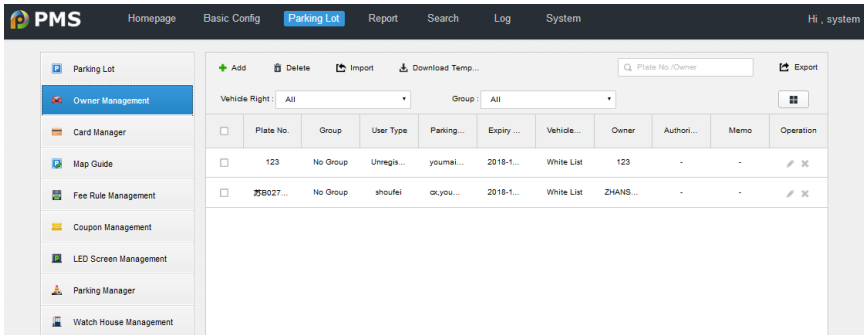 PMS Homepage Basic Config Parking Lot Report Search Log System Hi , system
Parking Lot
Owner Management
Card Manager
Map Guide
Fee Rule Management
Coupon Management
LED Screen Management
Parking Manager
Watch House Management
Add Delete Import Download Temp... Plate No./Owner Export
Vehicle Right : All Group : All
Plate No. Group User Type Parking... Expiry ... Vehicle... Owner Authori... Memo Operation
123 No Group Unregis... youmai... 2018-1... White List 123 - -
苏B027... No Group shoufei cx,you... 2018-1... White List ZHANS... - -